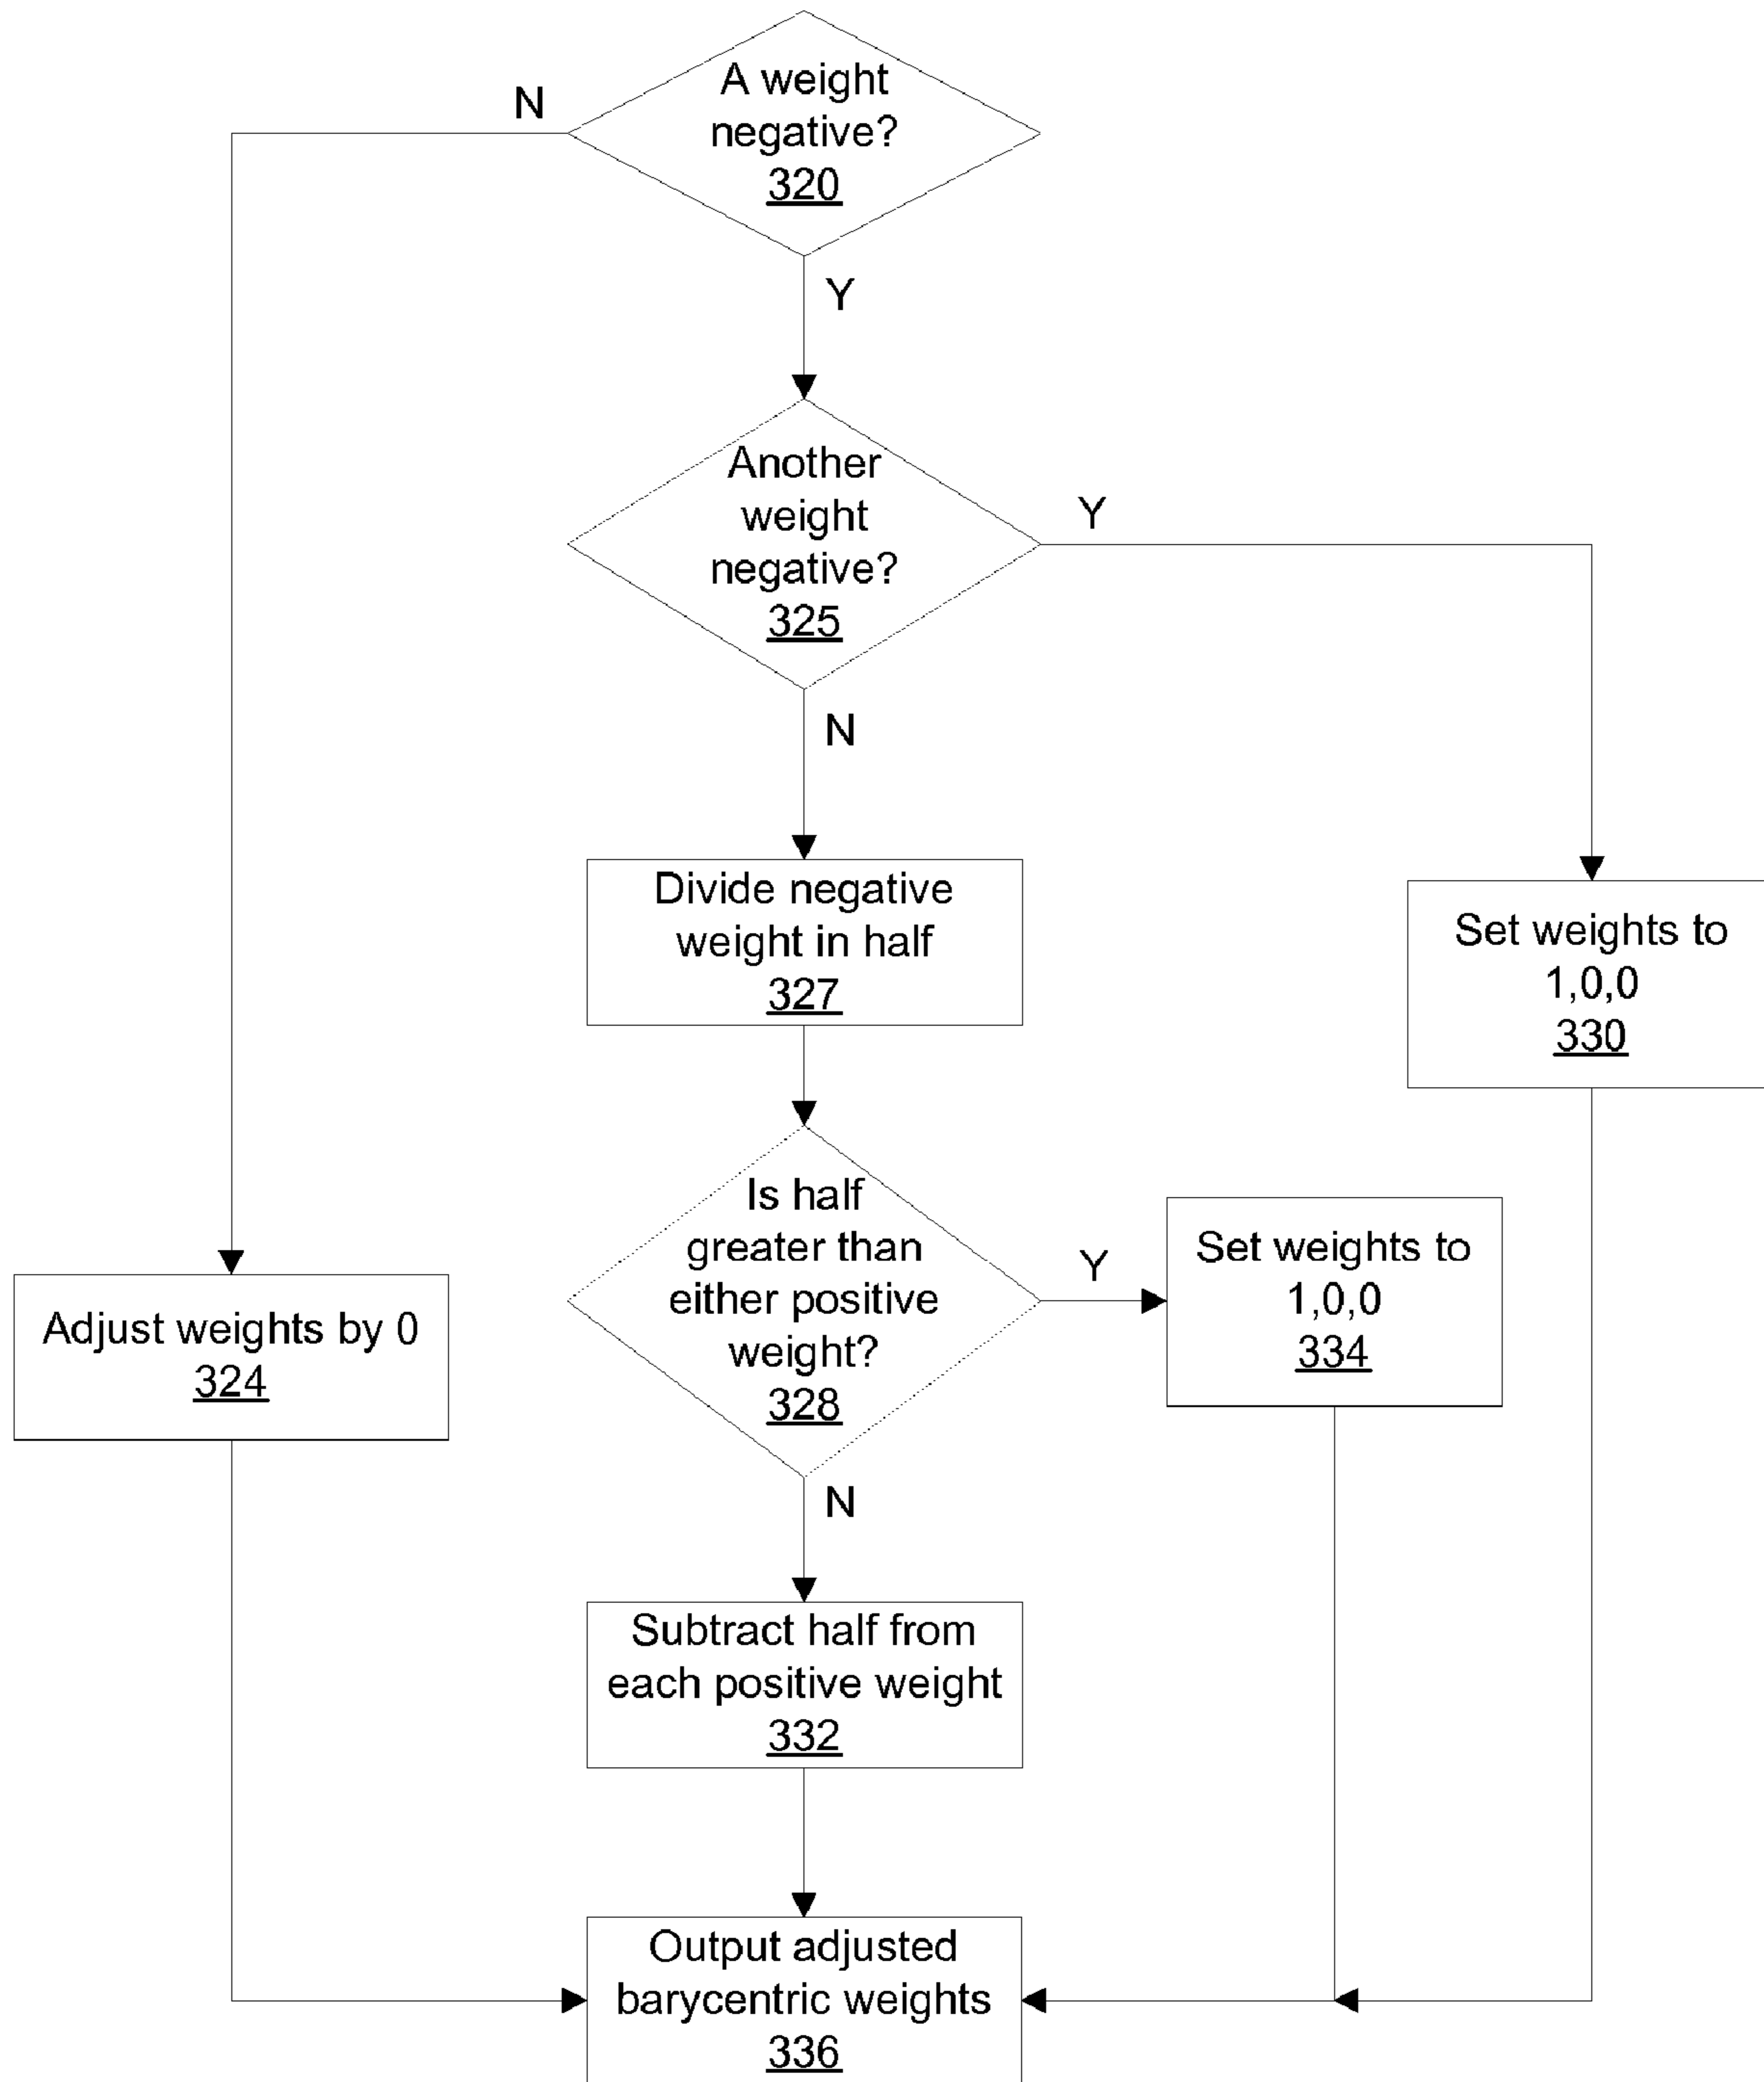 A weight
negative?
320
N
Y
Another
weight
negative?
325
Y
N
Divide negative
weight in half
327
Set weights to
1,0,0
330
Is half
greater than
either positive
weight?
328
Y
Set weights to
1,0,0
334
Adjust weights by 0
324
N
Subtract half from
each positive weight
332
Output adjusted
barycentric weights
336